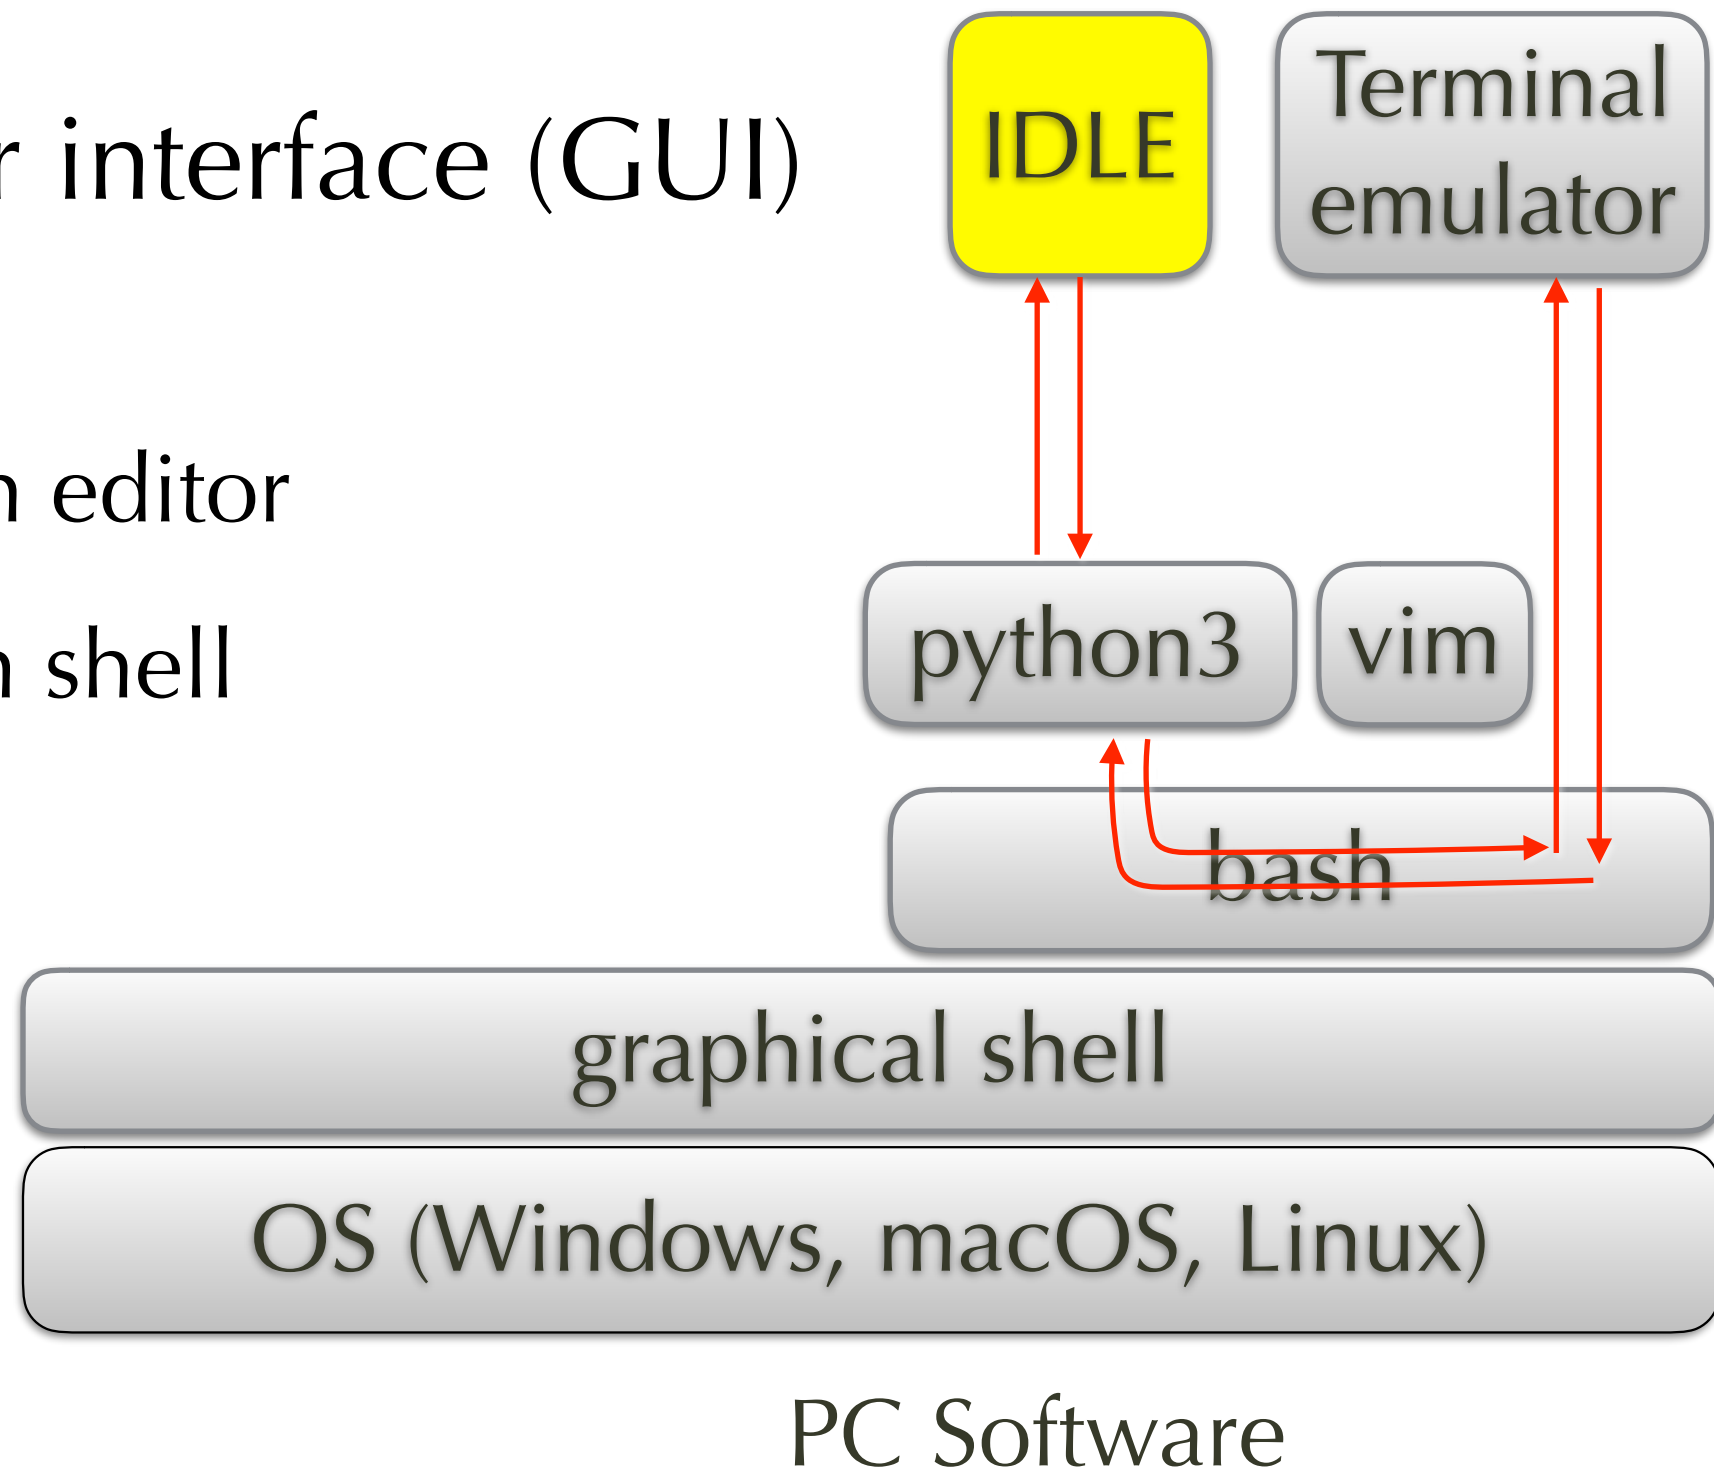 r interface (GUI)
n editor
n shell
IDLE
Terminal
emulator
python3
vim
bash
graphical shell
OS (Windows, macOS, Linux)
PC Software